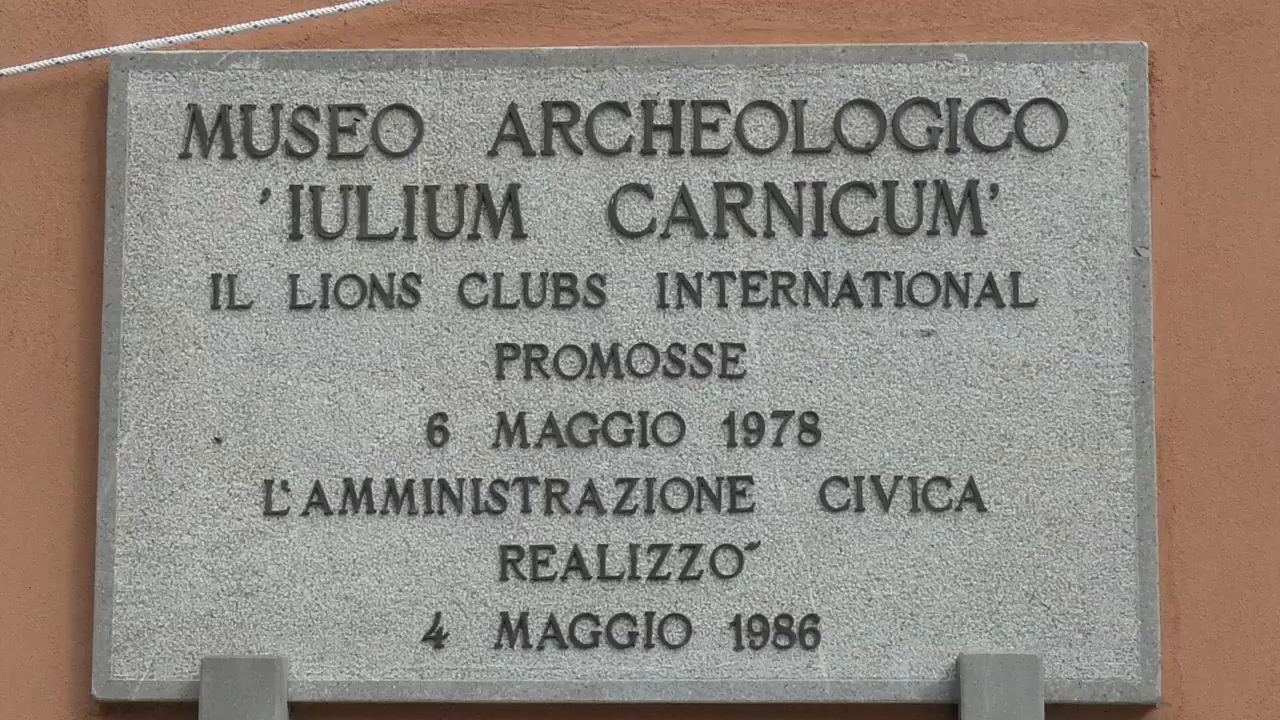 MUSEO ARCHEOLOGICO
'IULIUM CARNICUM'
IL LIONS CLUBS INTERNATIONAL
PROMOSSE
6 MAGGIO 1978
L'AMMINISTRAZIONE CIVICA
REALIZZO'
4 MAGGIO 1986